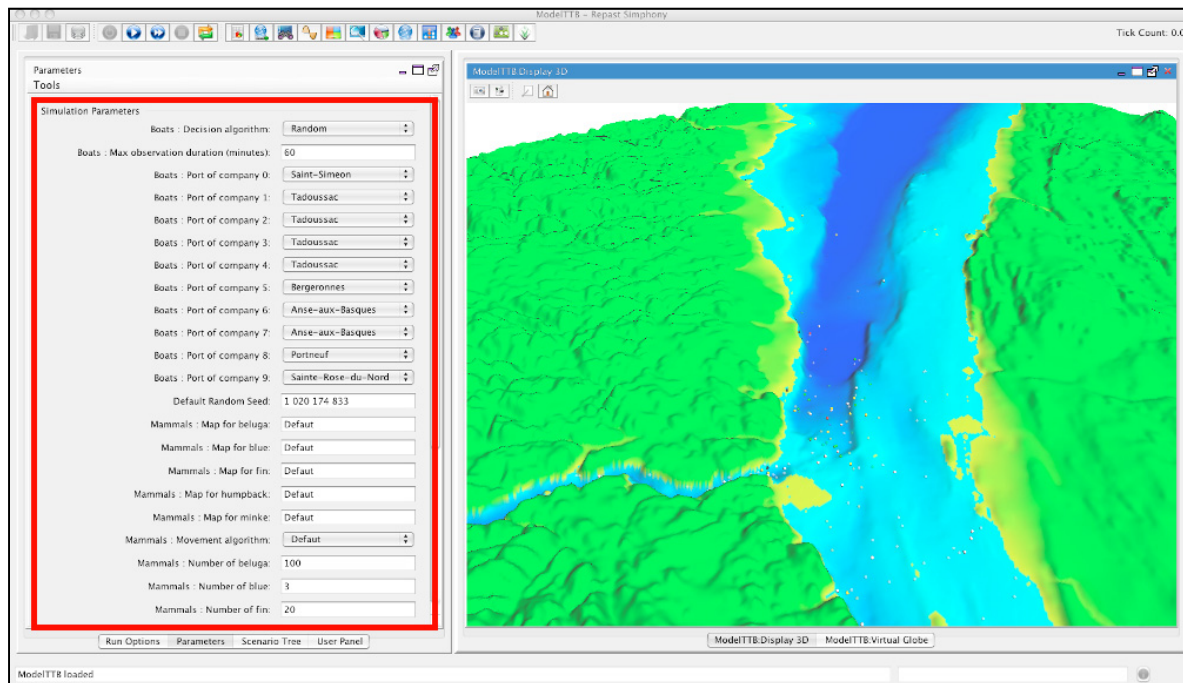 ModelTTB - Repast Simphony
Tick Count: 0.0
Parameters
Tools
Simulation Parameters
Boats : Decision algorithm: Random
Boats : Max observation duration (minutes): 60
Boats : Port of company 0: Saint-Simeon
Boats : Port of company 1: Tadoussac
Boats : Port of company 2: Tadoussac
Boats : Port of company 3: Tadoussac
Boats : Port of company 4: Tadoussac
Boats : Port of company 5: Bergeronnes
Boats : Port of company 6: Anse-aux-Basques
Boats : Port of company 7: Anse-aux-Basques
Boats : Port of company 8: Portneuf
Boats : Port of company 9: Sainte-Rose-du-Nord
Default Random Seed: 1 020 174 833
Mammals : Map for beluga: Defaut
Mammals : Map for blue: Defaut
Mammals : Map for fin: Defaut
Mammals : Map for humpback: Defaut
Mammals : Map for minke: Defaut
Mammals : Movement algorithm: Defaut
Mammals : Number of beluga: 100
Mammals : Number of blue: 3
Mammals : Number of fin: 20
Run Options Parameters Scenario Tree User Panel
ModelTTB:Display 3D
ModelTTB:Display 3D ModelTTB:Virtual Globe
ModelTTB loaded